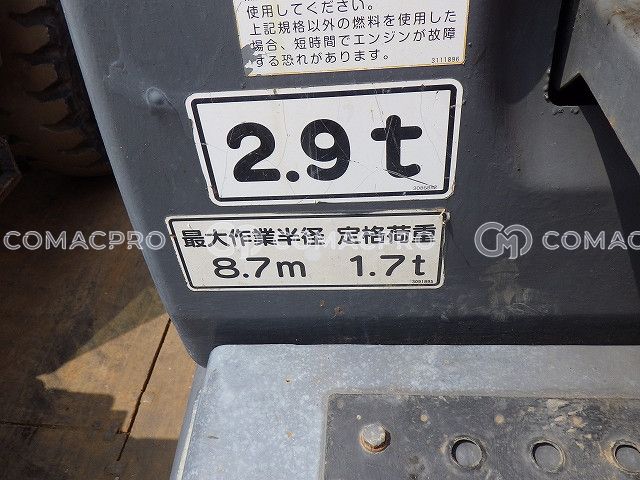 使用してください。
上記規格以外の燃料を使用した
場合、短時間でエンジンが故障
する恐れがあります。
3111896
2.9t
最大作業半径 定格荷重
8.7m 1.7t
3091895
COMACPRO
COMACPRO
COMAC